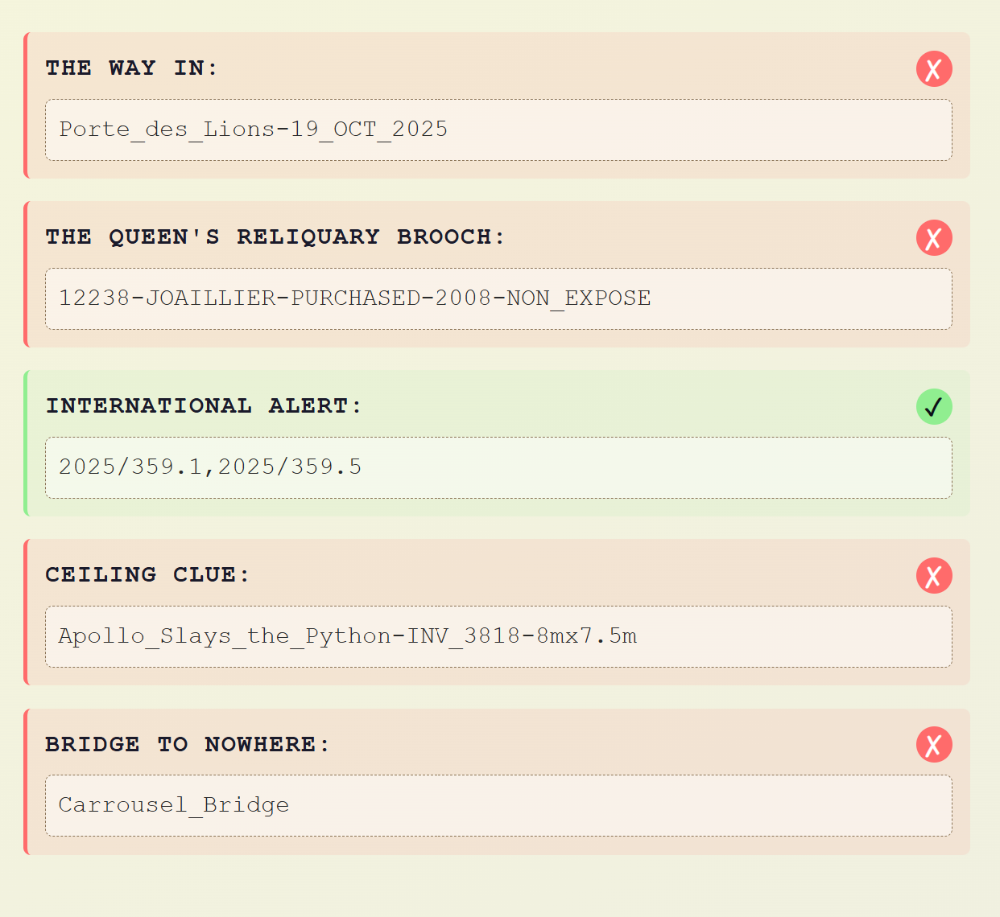 THE WAY IN:
✗
Porte_des_Lions-19_OCT_2025
THE QUEEN'S RELIQUARY BROOCH:
✗
12238-JOAILLIER-PURCHASED-2008-NON_EXPOSE
INTERNATIONAL ALERT:
✓
2025/359.1,2025/359.5
CEILING CLUE:
✗
Apollo_Slays_the_Python-INV_3818-8mx7.5m
BRIDGE TO NOWHERE:
✗
Carrousel_Bridge